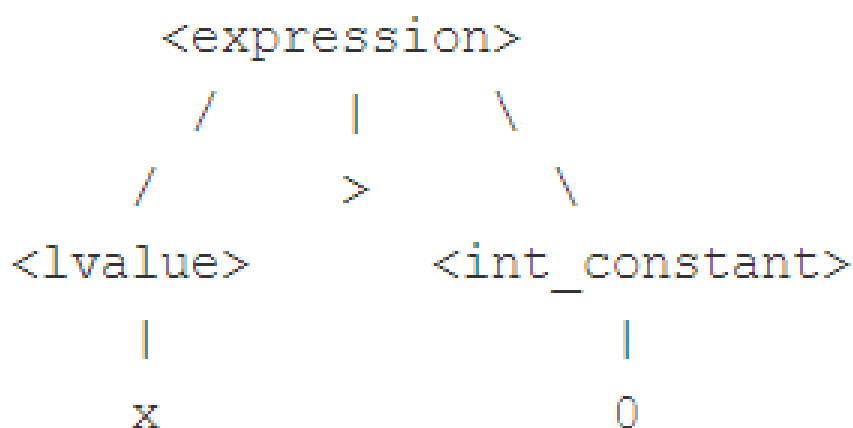 <expression>
/ | \
/ > \
<lvalue> <int_constant>
| |
x 0